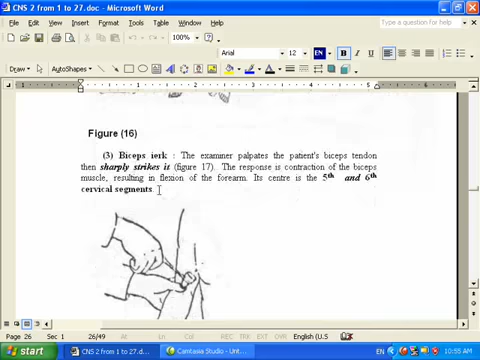 CNS 2 from 1 to 27.doc - Microsoft Word
File Edit View Insert Format Tools Table Window Help
Type a question for help
100%
Arial 12 EN B I U
Draw AutoShapes
Figure (16)
(3) Biceps jerk : The examiner palpates the patient's biceps tendon
then sharply strikes it (figure 17). The response is contraction of the biceps
muscle, resulting in flexion of the forearm. Its centre is the 5th and 6th
cervical segments.
Page 26 Sec 1 26/49 At Ln Col REC TRK EXT OVR English (U.S
start CNS 2 from 1 to 27.d... Camtasia Studio - Unt... EN 10:55 AM